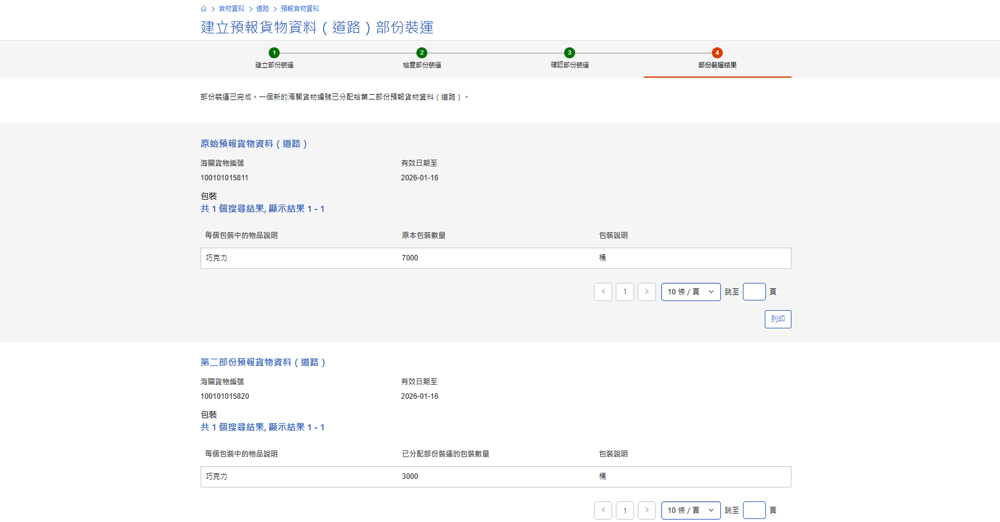 貨物資料 > 道路 > 預報貨物資料
建立預報貨物資料 ( 道路 ) 部份裝運
1 2 3 4
建立部份裝運 檢查部份裝運 確認部份裝運 部份裝運結果
部份裝運已完成。一個新的海關貨物編號已分配給第二部份預報貨物資料 ( 道路 ) 。
原始預報貨物資料 ( 道路 )
海關貨物編號 有效日期至
100101015811 2026-01-16
包裝
共 1 個搜尋結果, 顯示結果 1 - 1
每個包裝中的物品說明 原本包裝數量 包裝說明
巧克力 7000 桶
< 1 > 10 條 / 頁 跳至 頁
列印
第二部份預報貨物資料 ( 道路 )
海關貨物編號 有效日期至
100101015820 2026-01-16
包裝
共 1 個搜尋結果, 顯示結果 1 - 1
每個包裝中的物品說明 已分配部份裝運的包裝數量 包裝說明
巧克力 3000 桶
< 1 > 10 條 / 頁 跳至 頁